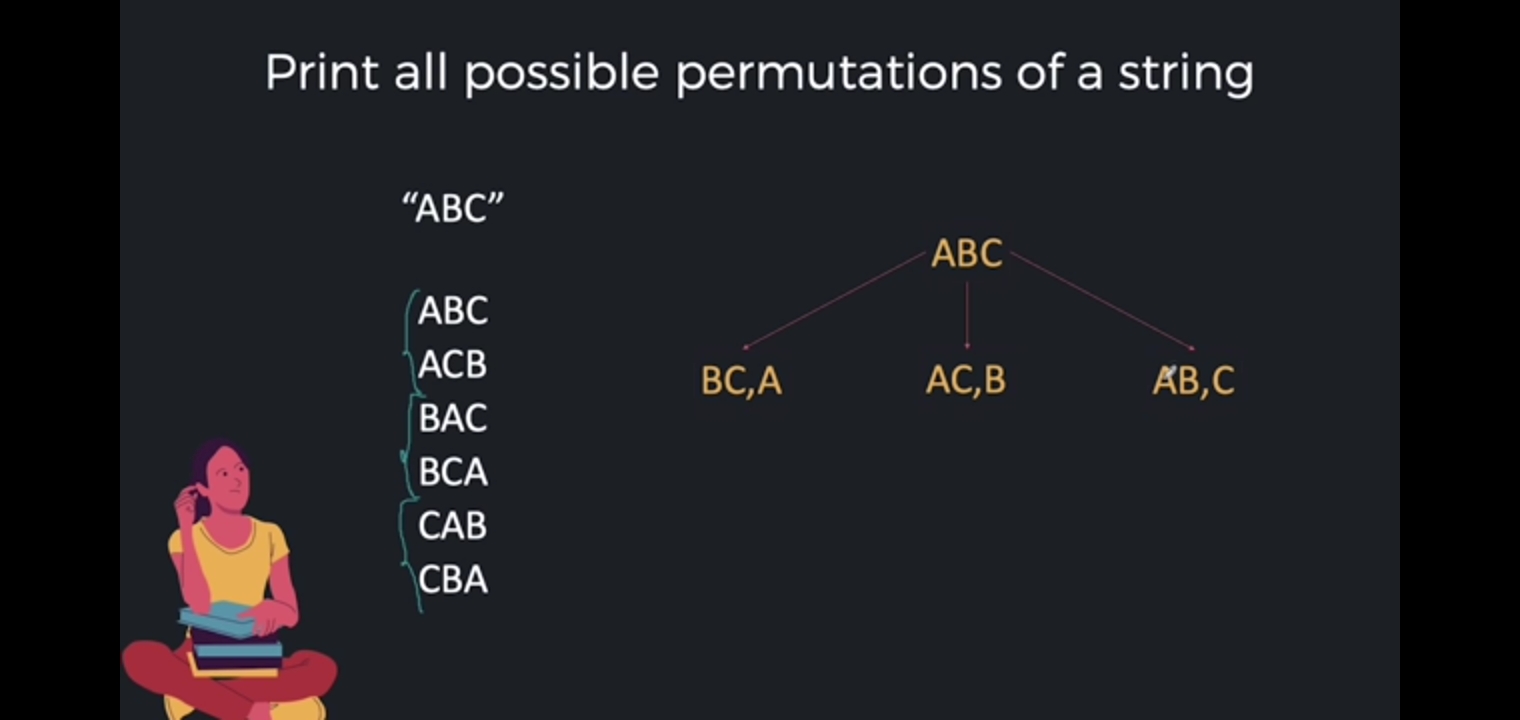 Print all possible permutations of a string
“ABC”
ABC
ACB
BAC
BCA
CAB
CBA
ABC
BC,A
AC,B
AB,C